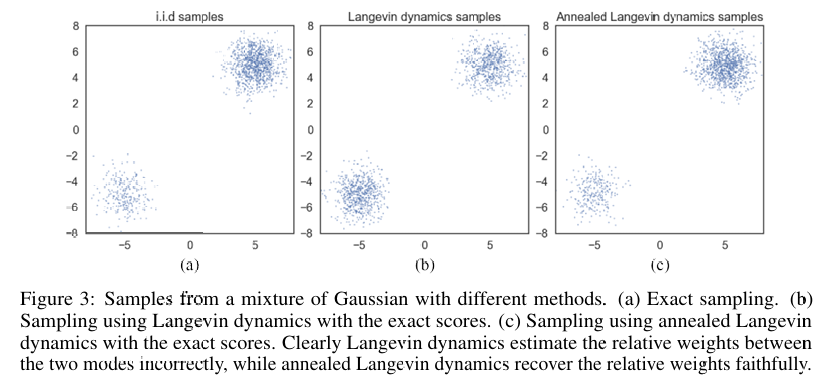 i.i.d samples
Langevin dynamics samples
Annealed Langevin dynamics samples
8 6 4 2 0 −2 −4 −6 −8
−5 0 5
(a)
8 6 4 2 0 −2 −4 −6 −8
−5 0 5
(b)
8 6 4 2 0 −2 −4 −6 −8
−5 0 5
(c)
Figure 3: Samples from a mixture of Gaussian with different methods. (a) Exact sampling. (b)
Sampling using Langevin dynamics with the exact scores. (c) Sampling using annealed Langevin
dynamics with the exact scores. Clearly Langevin dynamics estimate the relative weights between
the two modes incorrectly, while annealed Langevin dynamics recover the relative weights faithfully.